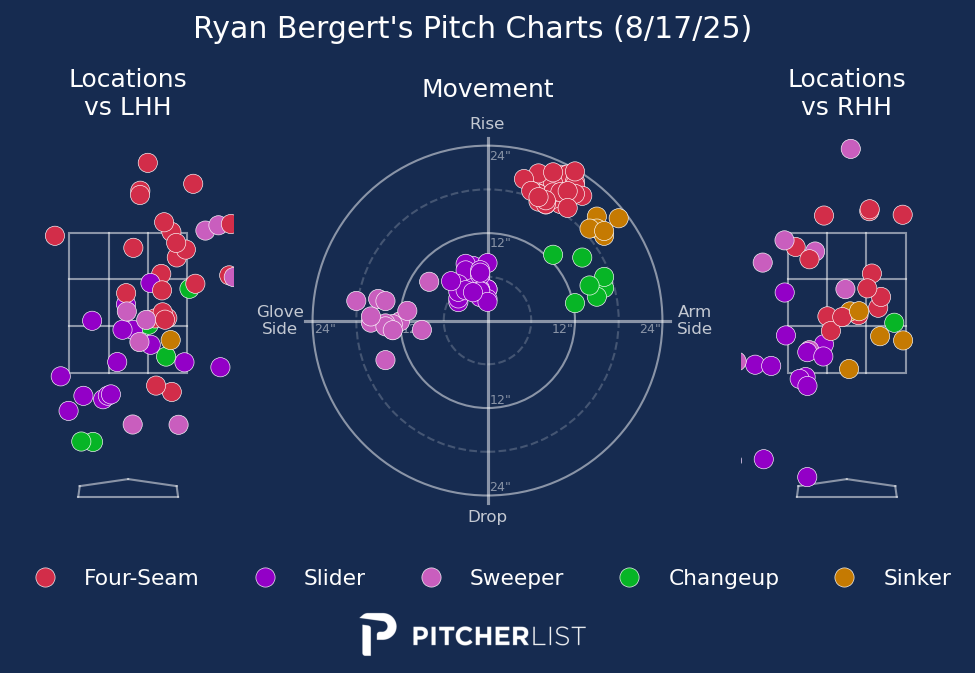 Ryan Bergert's Pitch Charts (8/17/25)
Locations
vs LHH
Movement
Locations
vs RHH
Rise
24"
12"
Glove
Side
24"
12"
24"
Arm
Side
12"
24"
Drop
Four-Seam
Slider
Sweeper
Changeup
Sinker
PITCHERLIST